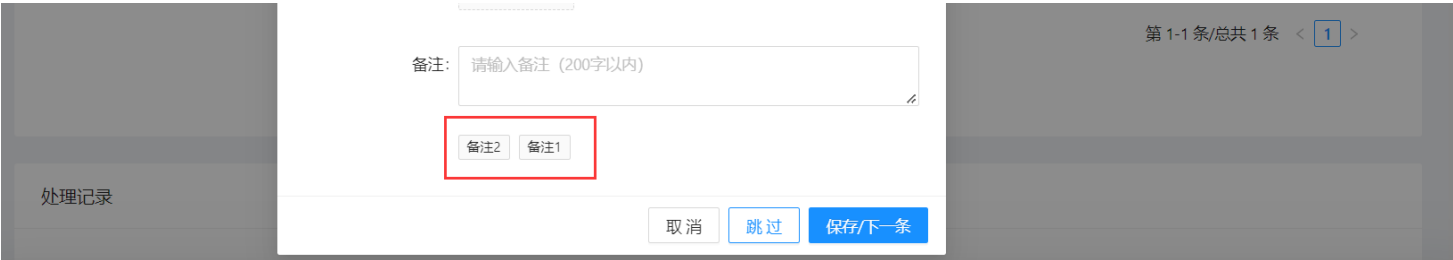 第 1-1 条/总共 1 条 < 1 >
备注：
请输入备注（200字以内）
备注2 备注1
处理记录
取 消 跳 过 保存/下一条